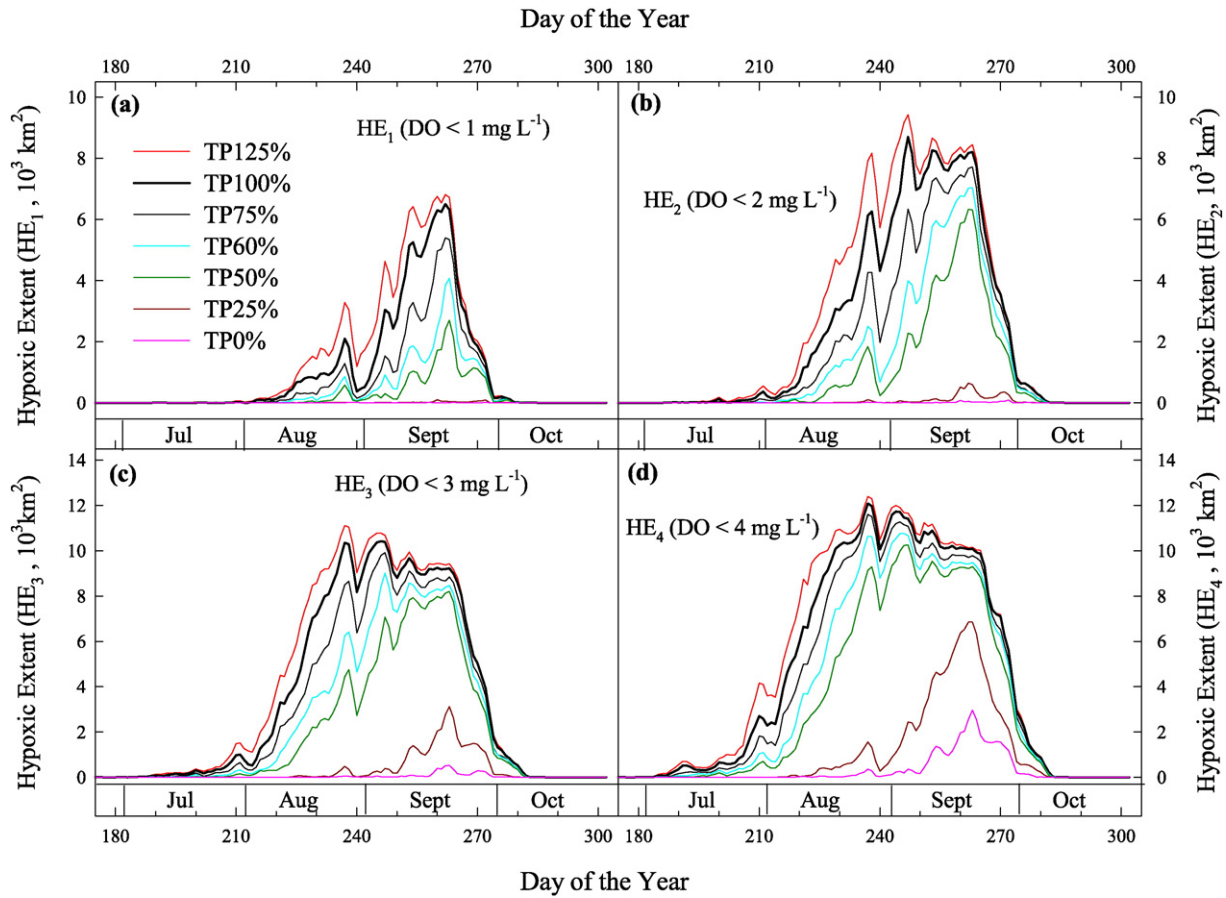 Day of the Year
180 210 240 270 300 180 210 240 270 300
10
8
6
4
2
0
Hypoxic Extent (HE₁, 10³ km²)
(a)
HE₁ (DO < 1 mg L⁻¹)
TP125%
TP100%
TP75%
TP60%
TP50%
TP25%
TP0%
Jul Aug Sept Oct
(b)
HE₂ (DO < 2 mg L⁻¹)
10
8
6
4
2
0
Hypoxic Extent (HE₂, 10³ km²)
Jul Aug Sept Oct
14
12
10
8
6
4
2
0
Hypoxic Extent (HE₃ , 10³km²)
(c)
HE₃ (DO < 3 mg L⁻¹)
Jul Aug Sept Oct
(d)
HE₄ (DO < 4 mg L⁻¹)
14
12
10
8
6
4
2
0
Hypoxic Extent (HE₄ , 10³ km²)
Jul Aug Sept Oct
180 210 240 270 300 180 210 240 270 300
Day of the Year